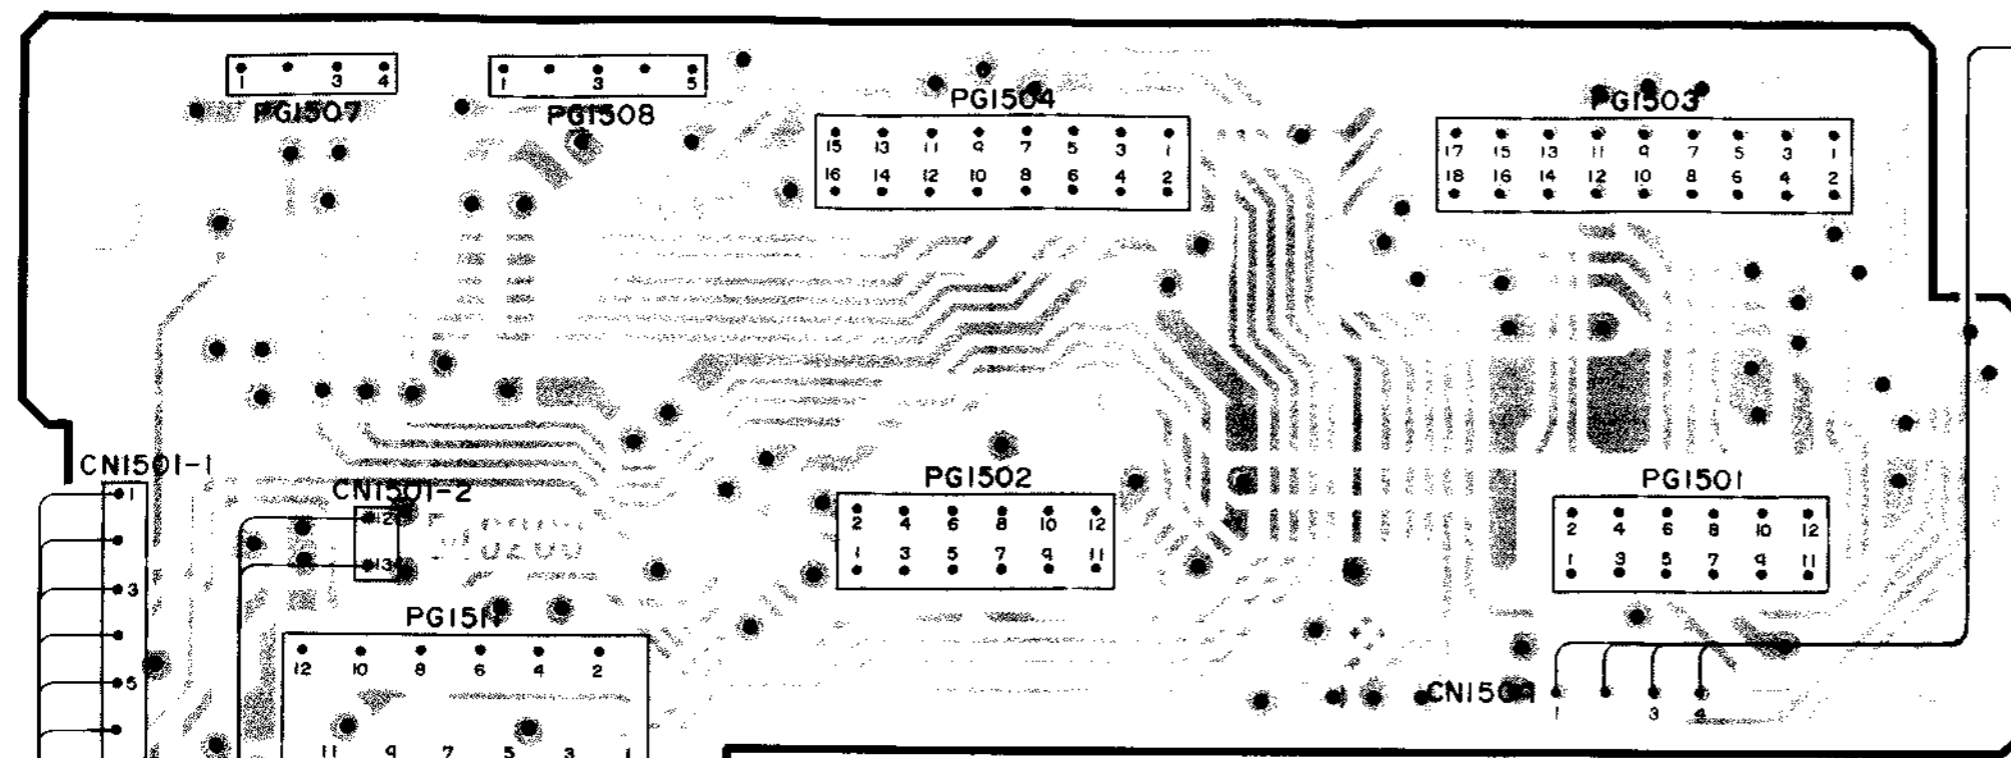 1 3 4
PG1507
1 3 5
PG1508
PG1504
15 13 11 9 7 5 3 1
16 14 12 10 8 6 4 2
PG1503
17 15 13 11 9 7 5 3 1
18 16 14 12 10 8 6 4 2
CN1501-1
1
3
5
CN1501-2
12
13
PG1502
2 4 6 8 10 12
1 3 5 7 9 11
PG1501
2 4 6 8 10 12
1 3 5 7 9 11
PG1511
12 10 8 6 4 2
11 9 7 5 3 1
CN1509
1 3 4